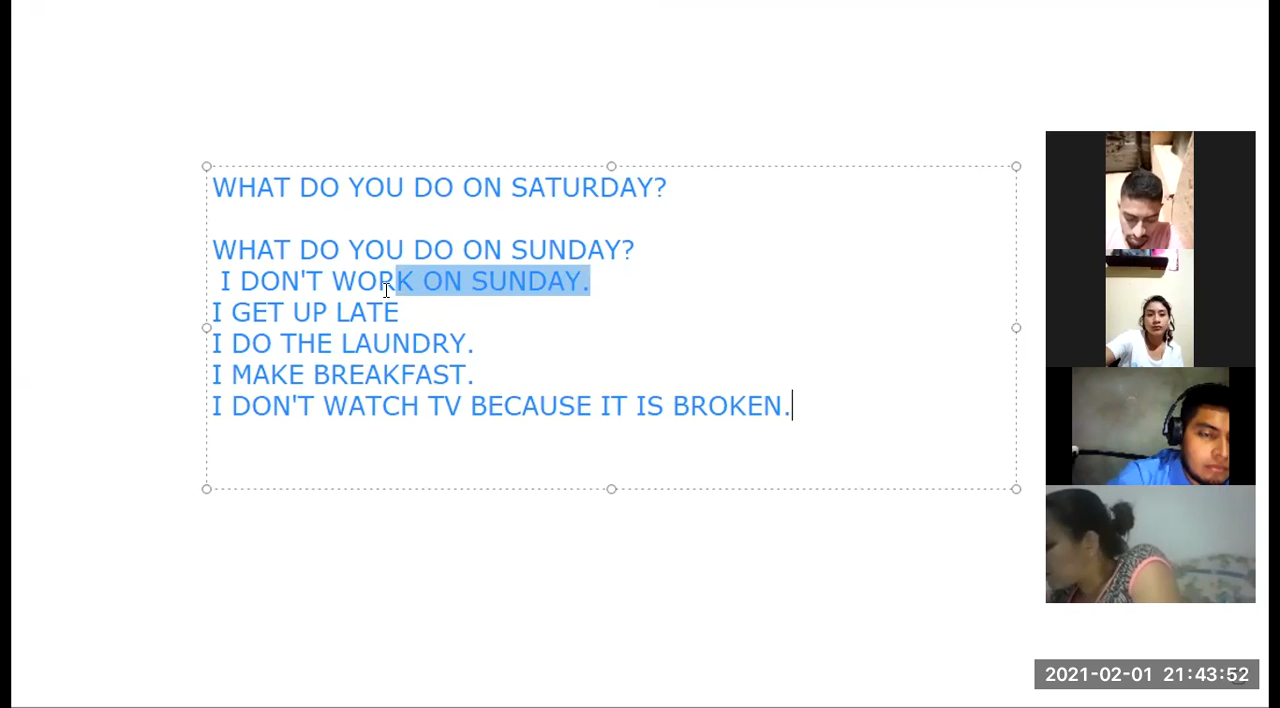 WHAT DO YOU DO ON SATURDAY?
WHAT DO YOU DO ON SUNDAY?
I DON'T WORK ON SUNDAY.
I GET UP LATE
I DO THE LAUNDRY.
I MAKE BREAKFAST.
I DON'T WATCH TV BECAUSE IT IS BROKEN.
2021-02-01 21:43:52